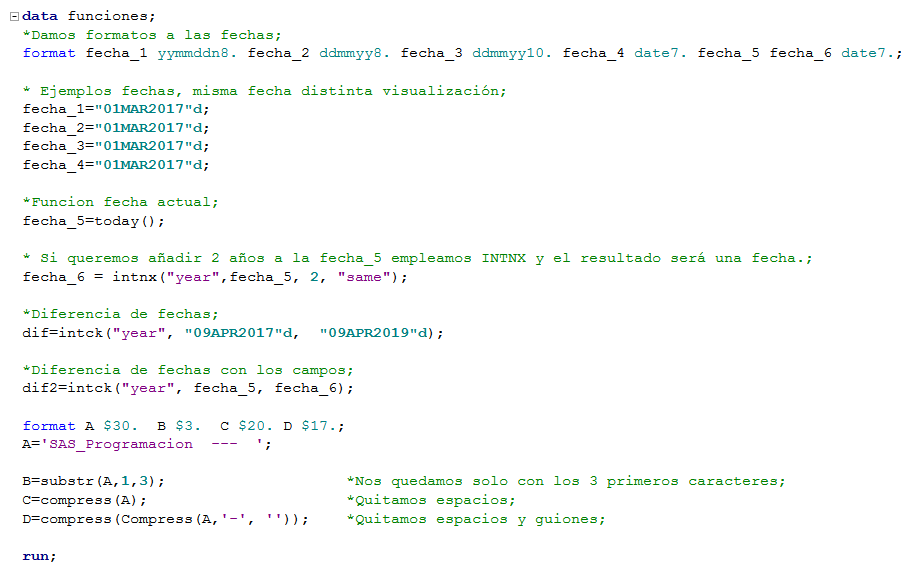 data funciones;
*Damos formatos a las fechas;
format fecha_1 yymmddn8. fecha_2 ddmmyy8. fecha_3 ddmmyy10. fecha_4 date7. fecha_5 fecha_6 date7.;
* Ejemplos fechas, misma fecha distinta visualización;
fecha_1="01MAR2017"d;
fecha_2="01MAR2017"d;
fecha_3="01MAR2017"d;
fecha_4="01MAR2017"d;
*Funcion fecha actual;
fecha_5=today();
* Si queremos añadir 2 años a la fecha_5 empleamos INTNX y el resultado será una fecha.;
fecha_6 = intnx("year",fecha_5, 2, "same");
*Diferencia de fechas;
dif=intck("year", "09APR2017"d,  "09APR2019"d);
*Diferencia de fechas con los campos;
dif2=intck("year", fecha_5, fecha_6);
format A $30.  B $3.  C $20. D $17.;
A='SAS_Programacion  ---  ';
B=substr(A,1,3);                  *Nos quedamos solo con los 3 primeros caracteres;
C=compress(A);                    *Quitamos espacios;
D=compress(Compress(A,'-', ''));    *Quitamos espacios y guiones;
run;